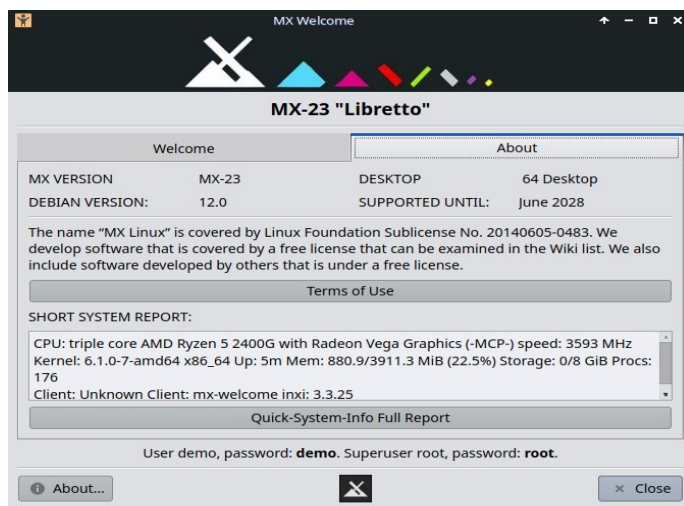 MX Welcome
MX-23 "Libretto"
Welcome About
MX VERSION MX-23 DESKTOP 64 Desktop
DEBIAN VERSION: 12.0 SUPPORTED UNTIL: June 2028
The name “MX Linux” is covered by Linux Foundation Sublicense No. 20140605-0483. We
develop software that is covered by a free license that can be examined in the Wiki list. We also
include software developed by others that is under a free license.
Terms of Use
SHORT SYSTEM REPORT:
CPU: triple core AMD Ryzen 5 2400G with Radeon Vega Graphics (-MCP-) speed: 3593 MHz
Kernel: 6.1.0-7-amd64 x86_64 Up: 5m Mem: 880.9/3911.3 MiB (22.5%) Storage: 0/8 GiB Procs:
176
Client: Unknown Client: mx-welcome inxi: 3.3.25
Quick-System-Info Full Report
User demo, password: demo. Superuser root, password: root.
About... Close